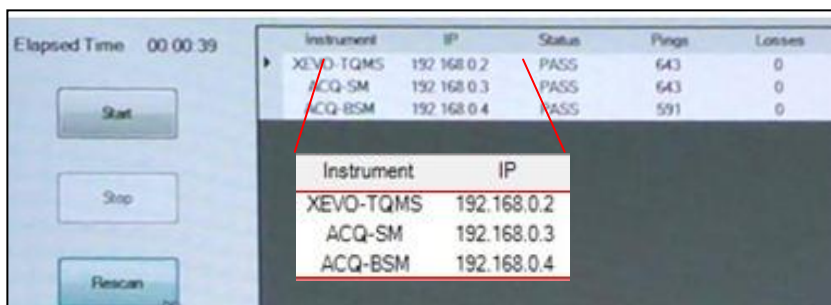 Elapsed Time 00:00:39
Instrument IP Status Pings Losses
XEVO-TQMS 192.168.0.2 PASS 643 0
ACQ-SM 192.168.0.3 PASS 643 0
ACQ-BSM 192.168.0.4 PASS 591 0
Start
Stop
Rescan
Instrument IP
XEVO-TQMS 192.168.0.2
ACQ-SM 192.168.0.3
ACQ-BSM 192.168.0.4